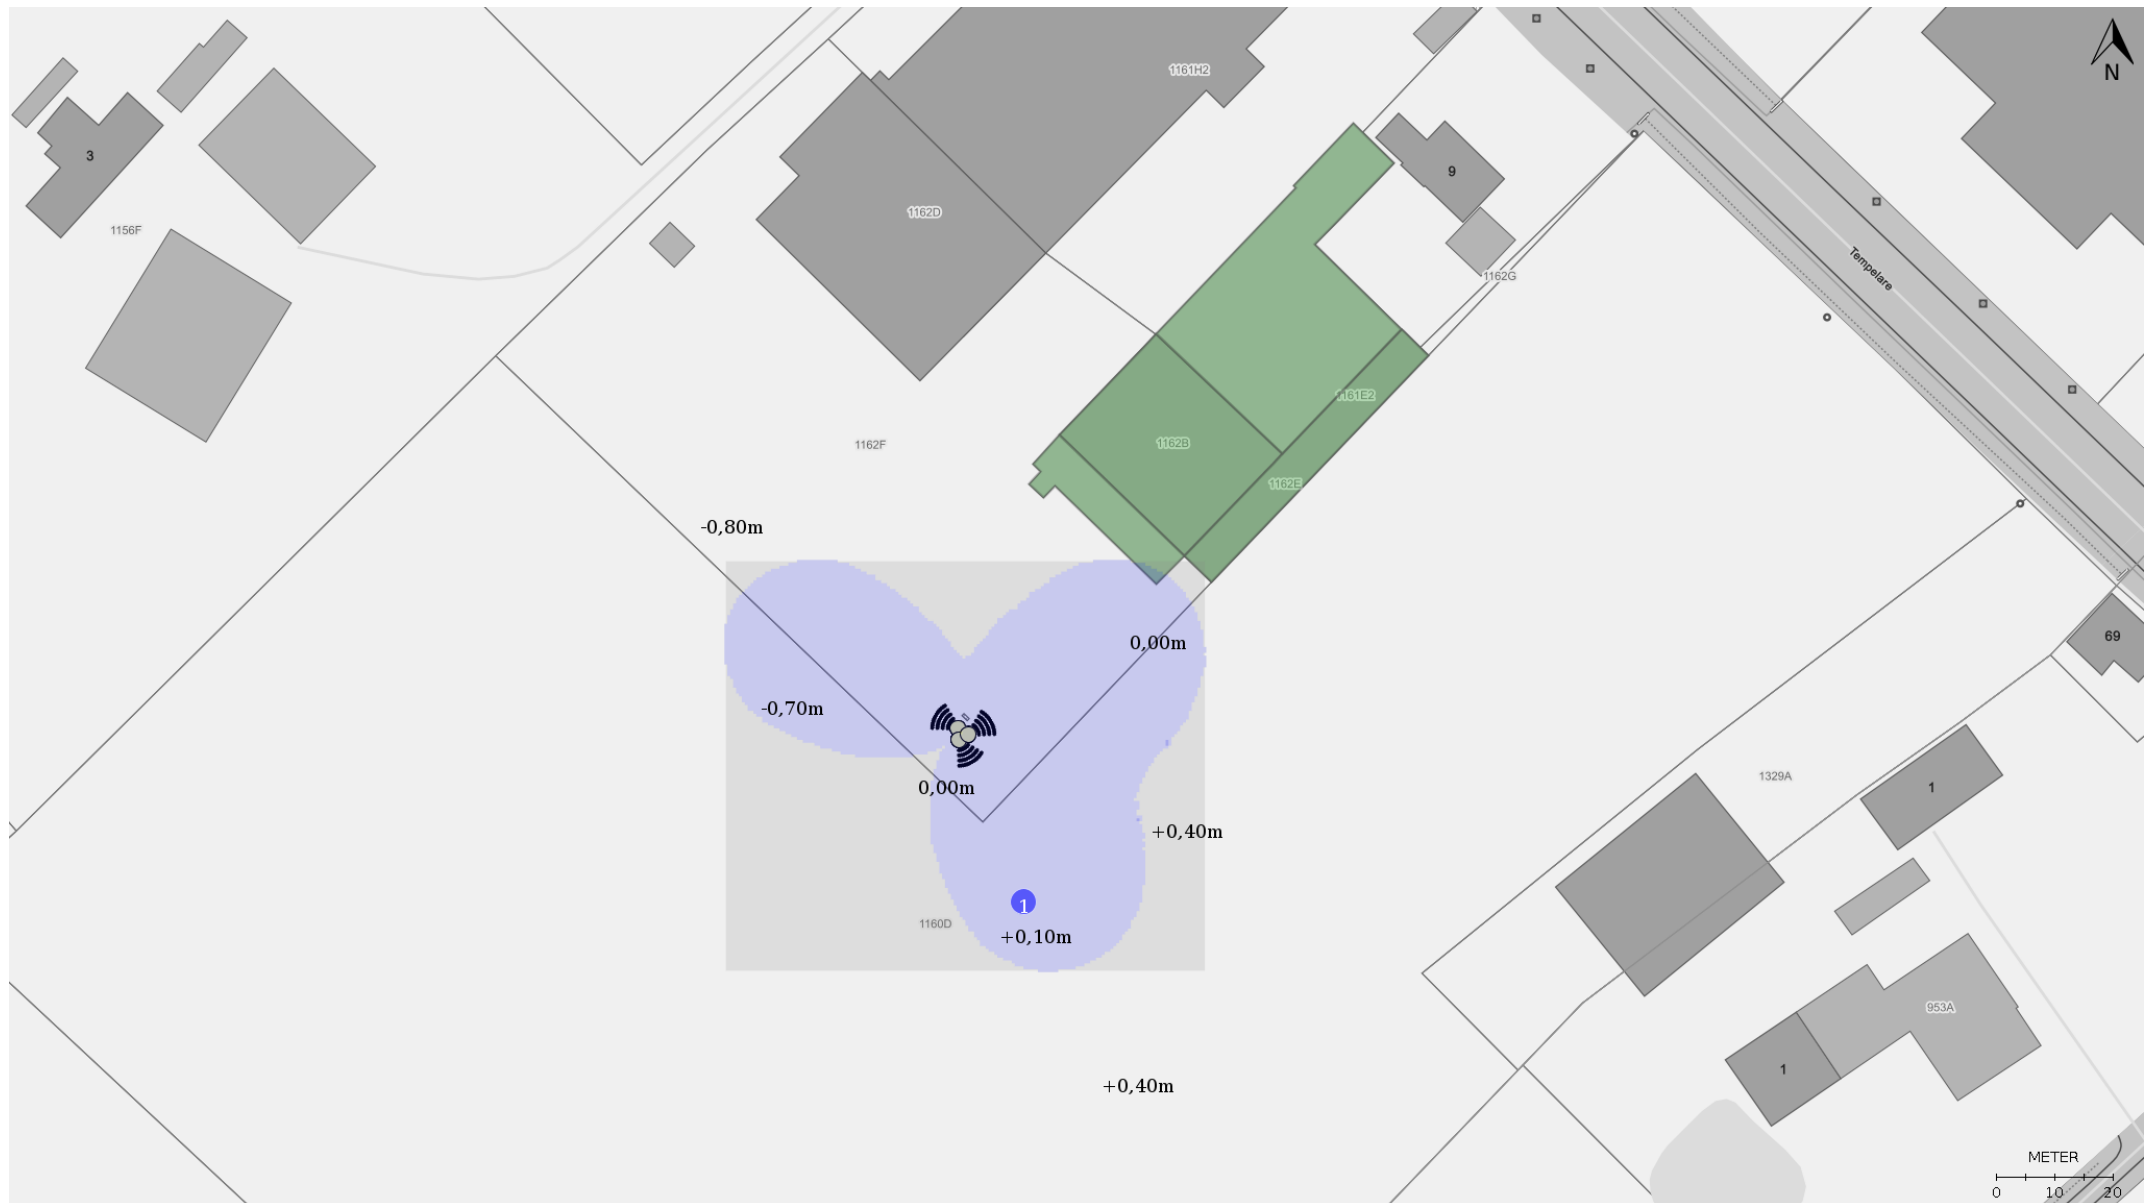 N
1161H2
3
9
1162D
1156F
Tempelare
1162G
1161E2
1162B
1162F
1162E
-0,80m
69
0,00m
-0,70m
1329A
0,00m
1
+0,40m
1
1160D
+0,10m
953A
1
+0,40m
METER
0 10 20